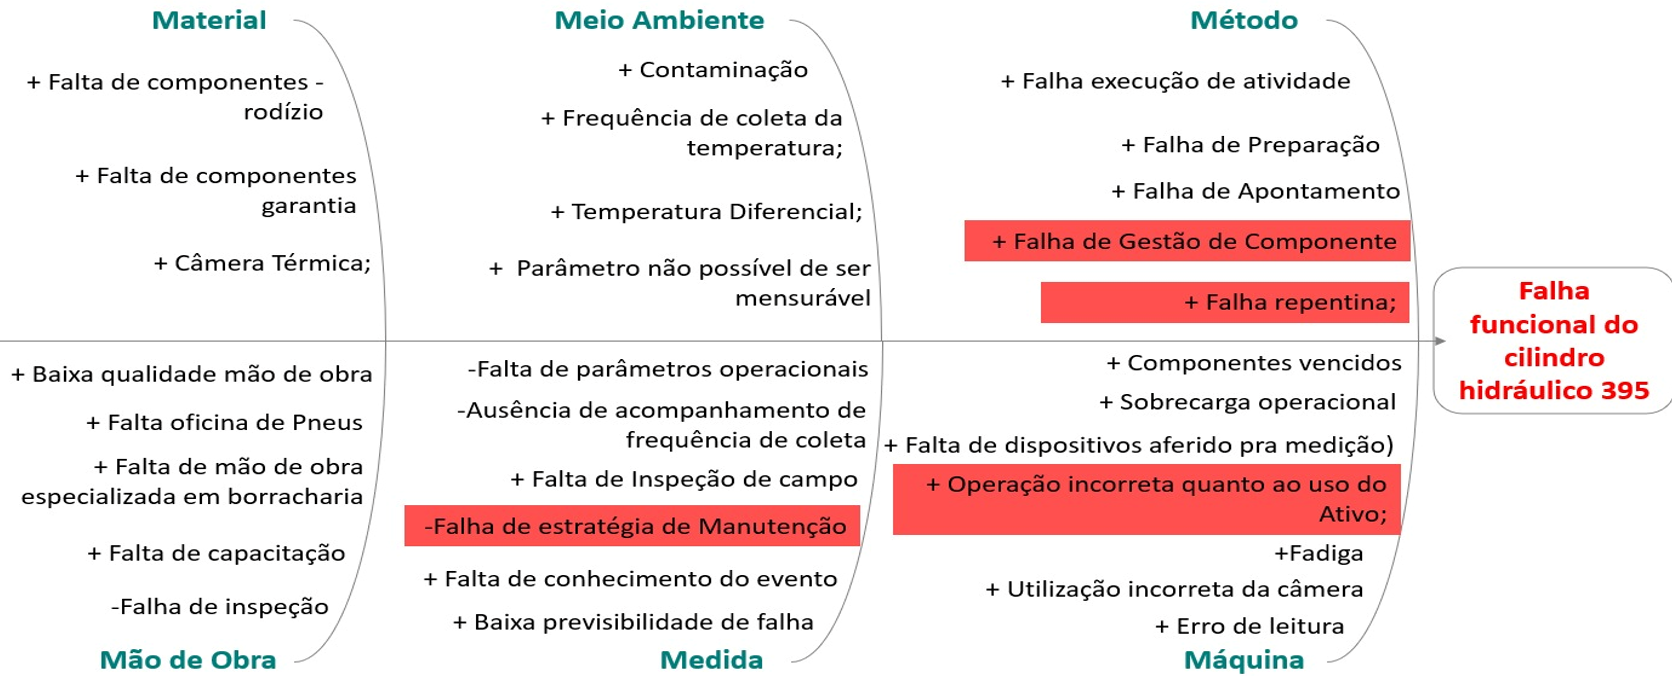 Material
+ Falta de componentes -
rodízio
+ Falta de componentes
garantia
+ Câmera Térmica;
Meio Ambiente
+ Contaminação
+ Frequência de coleta da
temperatura;
+ Temperatura Diferencial;
+  Parâmetro não possível de ser
mensurável
Método
+ Falha execução de atividade
+ Falha de Preparação
+ Falha de Apontamento
+ Falha de Gestão de Componente
+ Falha repentina;
Falha
funcional do
cilindro
hidráulico 395
+ Baixa qualidade mão de obra
+ Falta oficina de Pneus
+ Falta de mão de obra
especializada em borracharia
+ Falta de capacitação
-Falha de inspeção
Mão de Obra
-Falta de parâmetros operacionais
-Ausência de acompanhamento de
frequência de coleta
+ Falta de Inspeção de campo
-Falha de estratégia de Manutenção
+ Falta de conhecimento do evento
+ Baixa previsibilidade de falha
Medida
+ Componentes vencidos
+ Sobrecarga operacional
+ Falta de dispositivos aferido pra medição)
+ Operação incorreta quanto ao uso do
Ativo;
+Fadiga
+ Utilização incorreta da câmera
+ Erro de leitura
Máquina